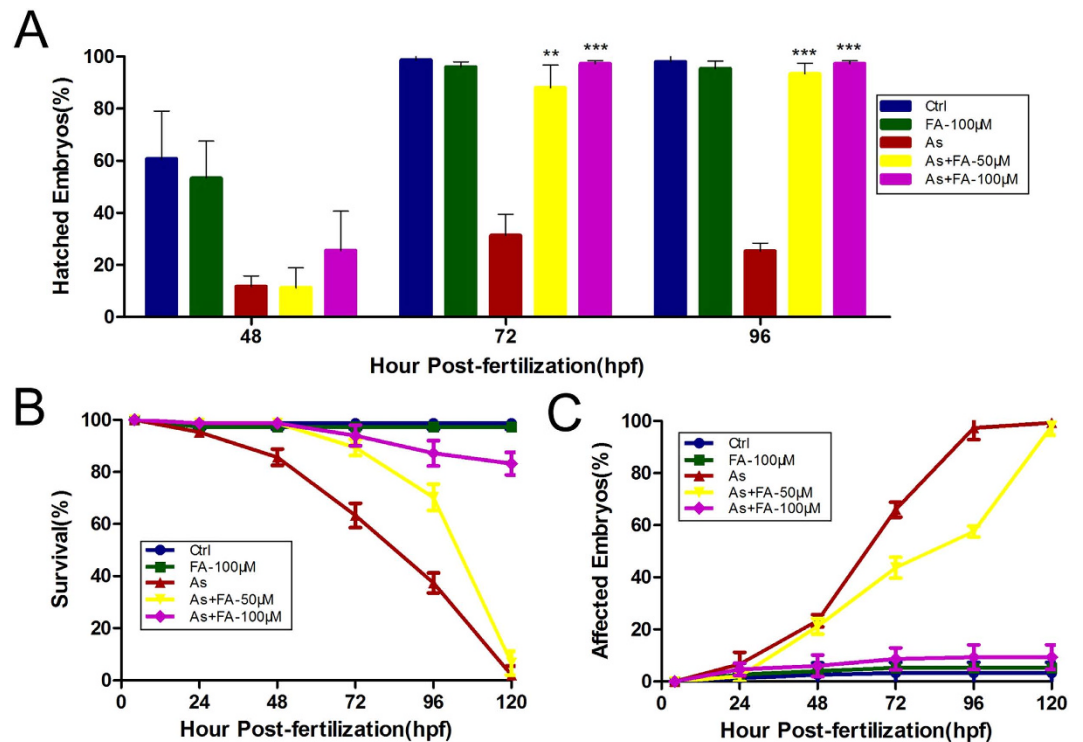 A
Hatched Embryos(%)
100
80
60
40
20
0
** *** *** ***
Ctrl
FA-100µM
As
As+FA-50µM
As+FA-100µM
48 72 96
Hour Post-fertilization(hpf)
B
Survival(%)
100
80
60
40
20
0
Ctrl
FA-100µM
As
As+FA-50µM
As+FA-100µM
0 24 48 72 96 120
Hour Post-fertilization(hpf)
C
Affected Embryos(%)
100
80
60
40
20
0
Ctrl
FA-100µM
As
As+FA-50µM
As+FA-100µM
0 24 48 72 96 120
Hour Post-fertilization(hpf)